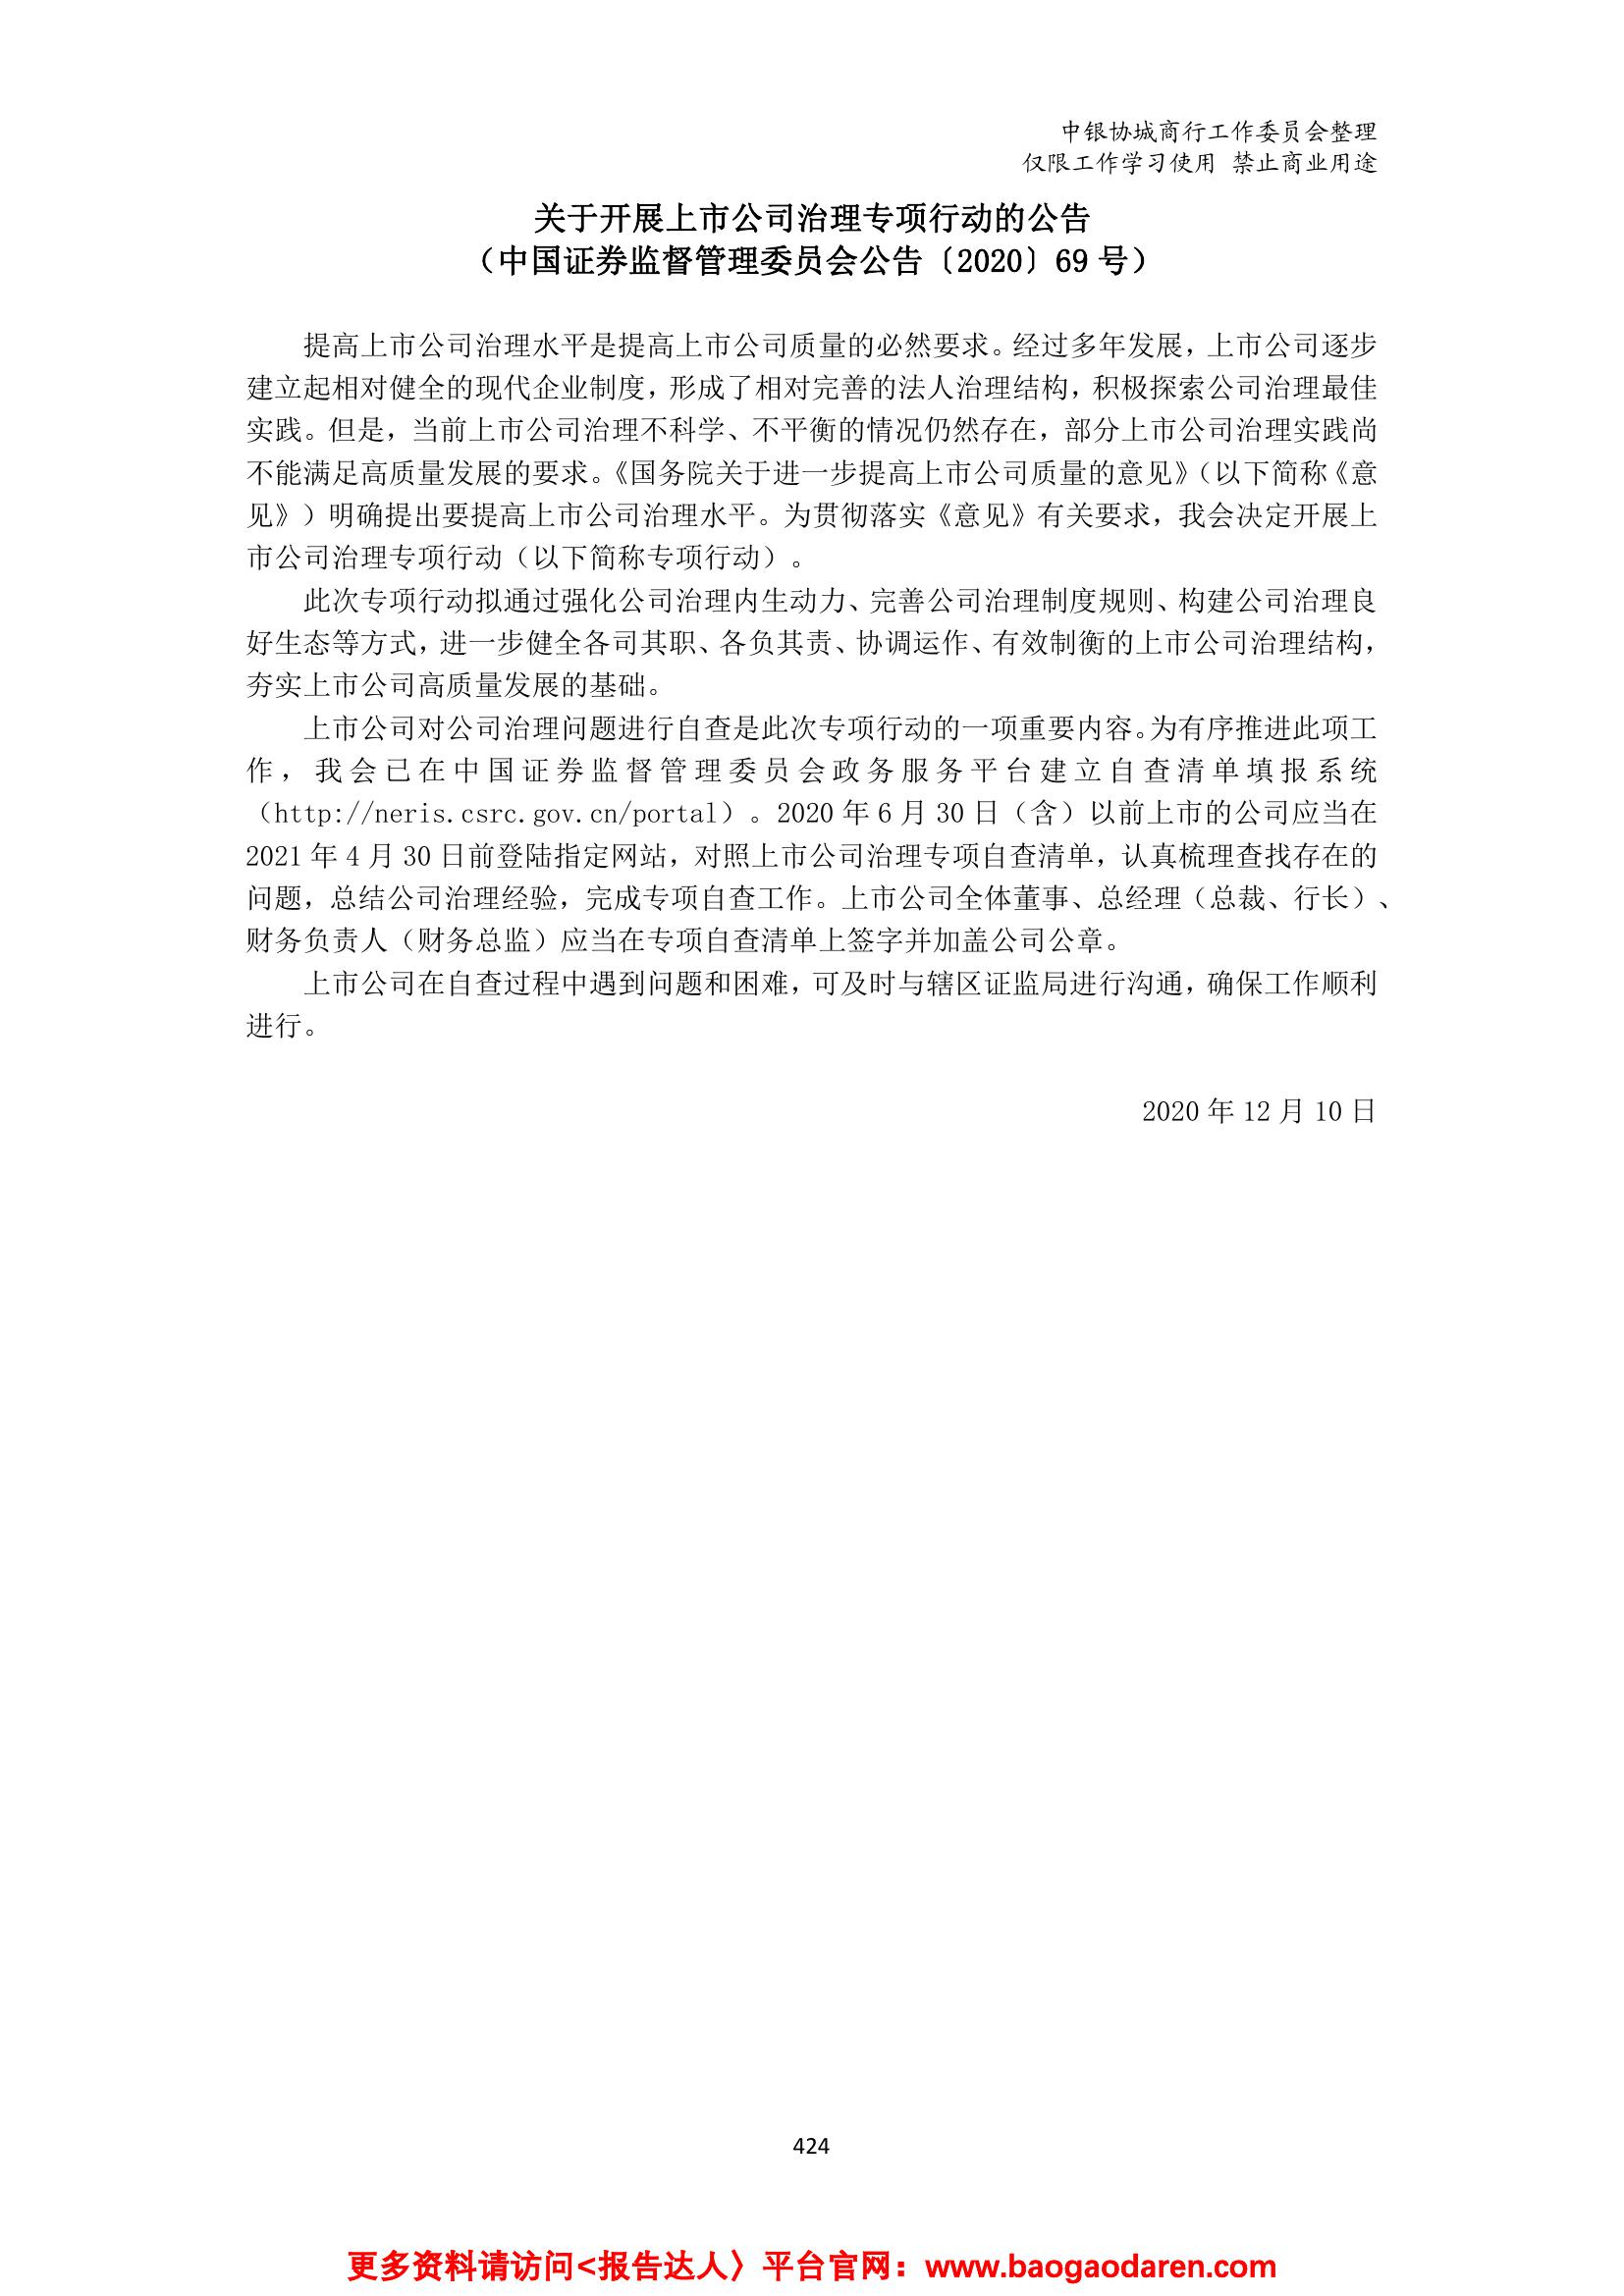 中银协城商行工作委员会整理
仅限工作学习使用 禁止商业用途
关于开展上市公司治理专项行动的公告
（中国证券监督管理委员会公告〔2020〕69 号）
提高上市公司治理水平是提高上市公司质量的必然要求。经过多年发展，上市公司逐步
建立起相对健全的现代企业制度，形成了相对完善的法人治理结构，积极探索公司治理最佳
实践。但是，当前上市公司治理不科学、不平衡的情况仍然存在，部分上市公司治理实践尚
不能满足高质量发展的要求。《国务院关于进一步提高上市公司质量的意见》（以下简称《意
见》）明确提出要提高上市公司治理水平。为贯彻落实《意见》有关要求，我会决定开展上
市公司治理专项行动（以下简称专项行动）。
此次专项行动拟通过强化公司治理内生动力、完善公司治理制度规则、构建公司治理良
好生态等方式，进一步健全各司其职、各负其责、协调运作、有效制衡的上市公司治理结构，
夯实上市公司高质量发展的基础。
上市公司对公司治理问题进行自查是此次专项行动的一项重要内容。为有序推进此项工
作，我会已在中国证券监督管理委员会政务服务平台建立自查清单填报系统
（http://neris.csrc.gov.cn/portal）。2020 年 6 月 30 日（含）以前上市的公司应当在
2021 年 4 月 30 日前登陆指定网站，对照上市公司治理专项自查清单，认真梳理查找存在的
问题，总结公司治理经验，完成专项自查工作。上市公司全体董事、总经理（总裁、行长）、
财务负责人（财务总监）应当在专项自查清单上签字并加盖公司公章。
上市公司在自查过程中遇到问题和困难，可及时与辖区证监局进行沟通，确保工作顺利
进行。
2020 年 12 月 10 日
424
更多资料请访问<报告达人〉平台官网：www.baogaodaren.com